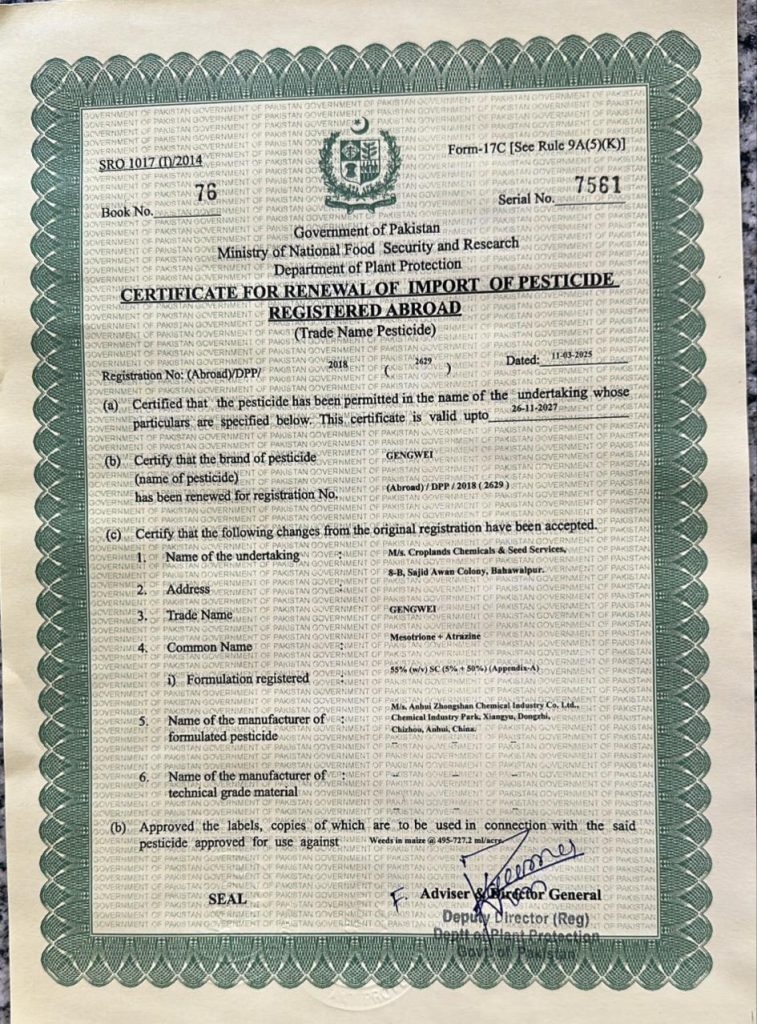 SRO 1017 (I)/2014
Form-17C [See Rule 9A(5)(K)]
Book No. 76
Serial No. 7561
Government of Pakistan
Ministry of National Food Security and Research
Department of Plant Protection
CERTIFICATE FOR RENEWAL OF IMPORT OF PESTICIDE
REGISTERED ABROAD
(Trade Name Pesticide)
Registration No: (Abroad)/DPP/ 2018 ( 2629 ) Dated: 11-03-2025
(a) Certified that the pesticide has been permitted in the name of the undertaking whose
particulars are specified below. This certificate is valid upto 26-11-2027
(b) Certify that the brand of pesticide GENGWEI
(name of pesticide)
has been renewed for registration No. (Abroad) / DPP / 2018 ( 2629 )
(c) Certify that the following changes from the original registration have been accepted.
1. Name of the undertaking : M/s. Croplands Chemicals & Seed Services,
8-B, Sajid Awan Colony, Bahawalpur.
2. Address :
3. Trade Name GENGWEI
4. Common Name : Mesotrione + Atrazine
i) Formulation registered : 55% (w/v) SC (5% + 50%) (Appendix-A)
5. Name of the manufacturer of : M/s. Anhui Zhongshan Chemical Industry Co. Ltd.,
formulated pesticide Chemical Industry Park, Xiangyu, Dongzhi,
Chizhou, Anhui, China.
6. Name of the manufacturer of :
technical grade material
(b) Approved the labels, copies of which are to be used in connection with the said
pesticide approved for use against Weeds in maize @ 495-727.2 ml/acre.
SEAL
F. Adviser & Director General
Deputy Director (Reg)
Deptt of Plant Protection
Govt. of Pakistan
GOVERNMENT OF PAKISTAN